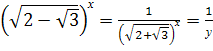 (√(2 − √3))^x = 1/(√(2+√3))^x = 1/y